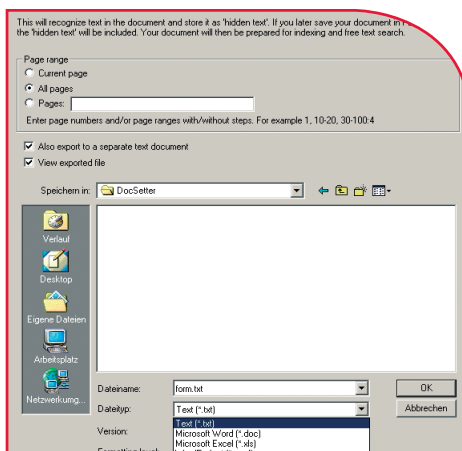 This will recognize text in the document and store it as 'hidden text'. If you later save your document in
the 'hidden text' will be included. Your document will then be prepared for indexing and free text search.
Page range
Current page
All pages
Pages:
Enter page numbers and/or page ranges with/without steps. For example 1, 10-20, 30-100:4
Also export to a separate text document
View exported file
Speichern in: DocSetter
Verlauf
Desktop
Eigene Dateien
Arbeitsplatz
Netzwerkumg...
Dateiname: form.txt OK
Dateityp: Text (*.txt) Abbrechen
Text (*.txt)
Version: Microsoft Word (*.doc)
Microsoft Excel (*.xls)